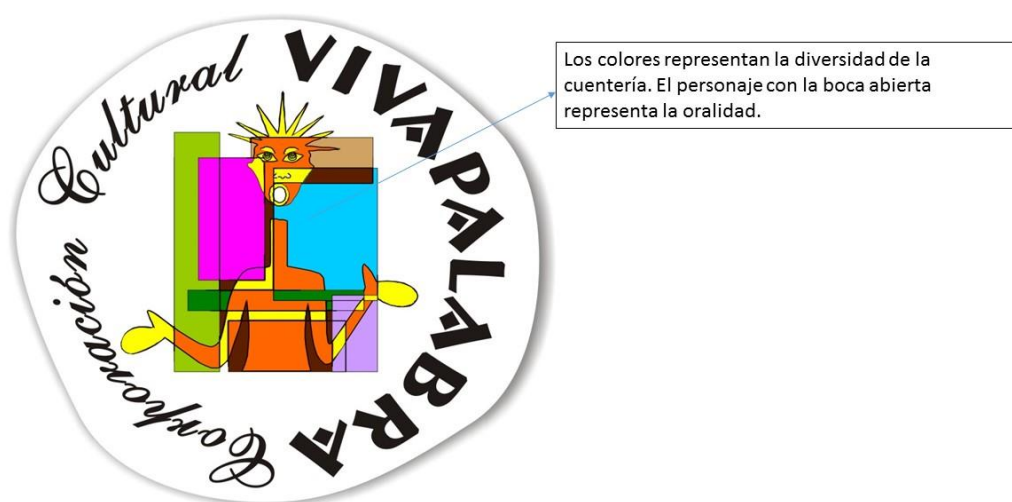 Corporación Cultural
VIVAPALABRA
Los colores representan la diversidad de la
cuentería. El personaje con la boca abierta
representa la oralidad.